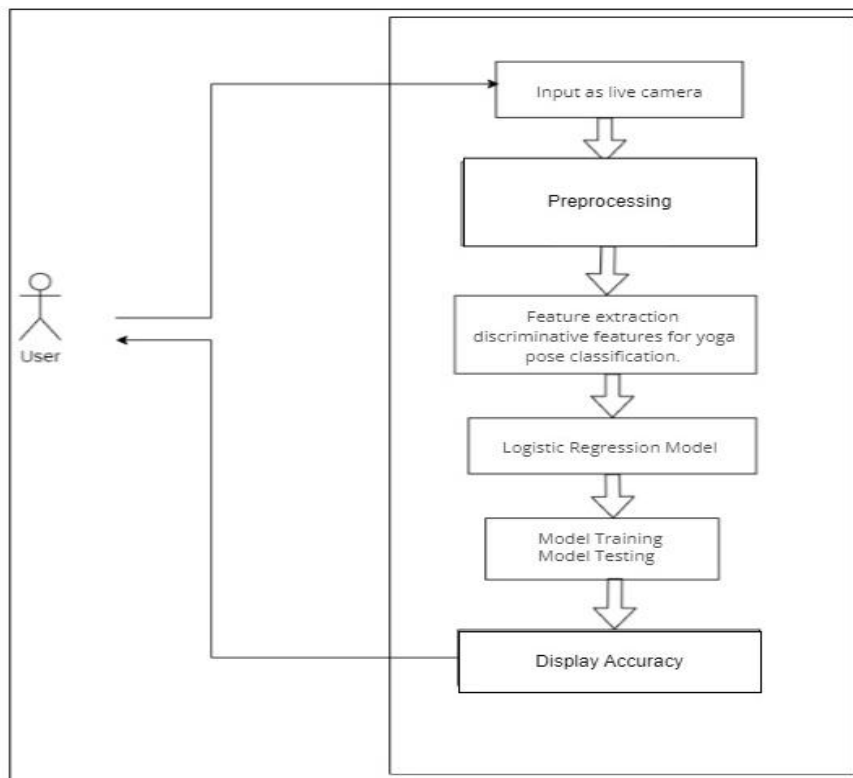 Input as live camera
Preprocessing
Feature extraction
discriminative features for yoga
pose classification.
User
Logistic Regression Model
Model Training
Model Testing
Display Accuracy